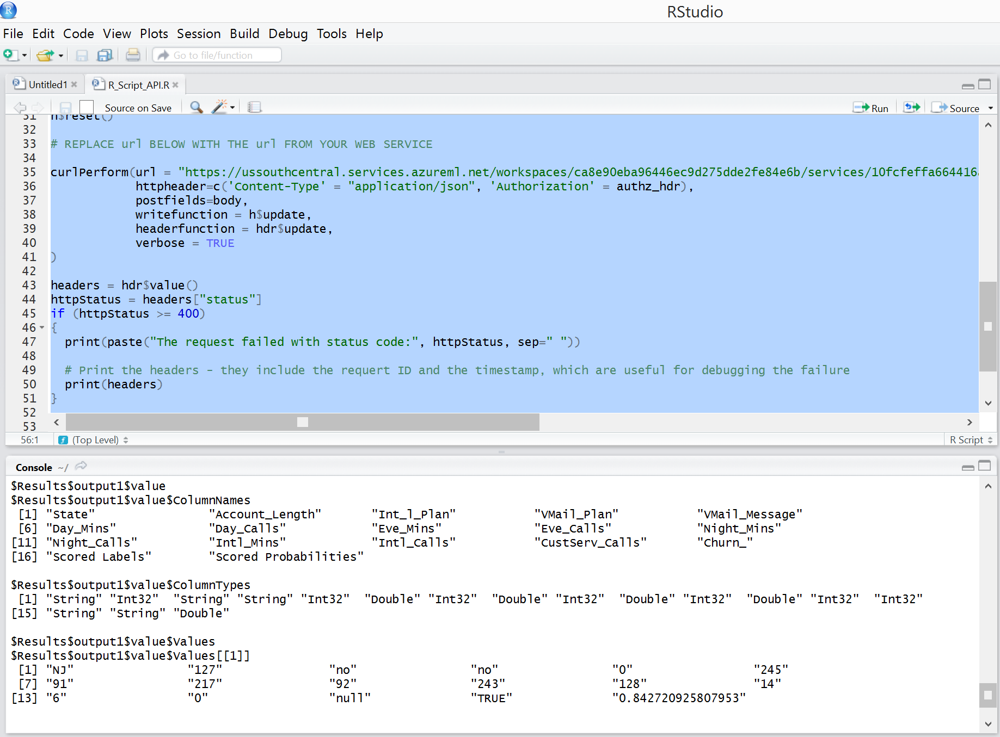 RStudio
File Edit Code View Plots Session Build Debug Tools Help
Go to file/function
Untitled1 R_Script_API.R
Source on Save Run Source
31 h$reset()
32
33 # REPLACE url BELOW WITH THE url FROM YOUR WEB SERVICE
34
35 curlPerform(url = "https://ussouthcentral.services.azureml.net/workspaces/ca8e90eba96446ec9d275dde2fe84e6b/services/10fcfeffa664416
36 httpheader=c('Content-Type' = "application/json", 'Authorization' = authz_hdr),
37 postfields=body,
38 writefunction = h$update,
39 headerfunction = hdr$update,
40 verbose = TRUE
41 )
42
43 headers = hdr$value()
44 httpStatus = headers["status"]
45 if (httpStatus >= 400)
46 {
47 print(paste("The request failed with status code:", httpStatus, sep=" "))
48
49 # Print the headers - they include the requert ID and the timestamp, which are useful for debugging the failure
50 print(headers)
51 }
52
53
56:1 (Top Level) R Script
Console ~/
$Results$output1$value
$Results$output1$value$ColumnNames
[1] "State" "Account_Length" "Int_l_Plan" "VMail_Plan" "VMail_Message"
[6] "Day_Mins" "Day_Calls" "Eve_Mins" "Eve_Calls" "Night_Mins"
[11] "Night_Calls" "Intl_Mins" "Intl_Calls" "CustServ_Calls" "Churn_"
[16] "Scored Labels" "Scored Probabilities"
$Results$output1$value$ColumnTypes
[1] "String" "Int32" "String" "String" "Int32" "Double" "Int32" "Double" "Int32" "Double" "Int32" "Double" "Int32" "Int32"
[15] "String" "String" "Double"
$Results$output1$value$Values
$Results$output1$value$Values[[1]]
[1] "NJ" "127" "no" "no" "0" "245"
[7] "91" "217" "92" "243" "128" "14"
[13] "6" "0" "null" "TRUE" "0.842720925807953"